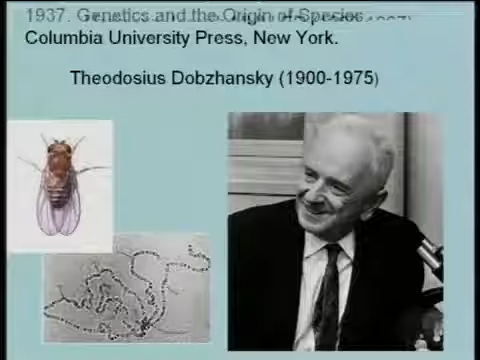 1937. Genetics and the Origin of Species
Columbia University Press, New York.
Theodosius Dobzhansky (1900-1975)